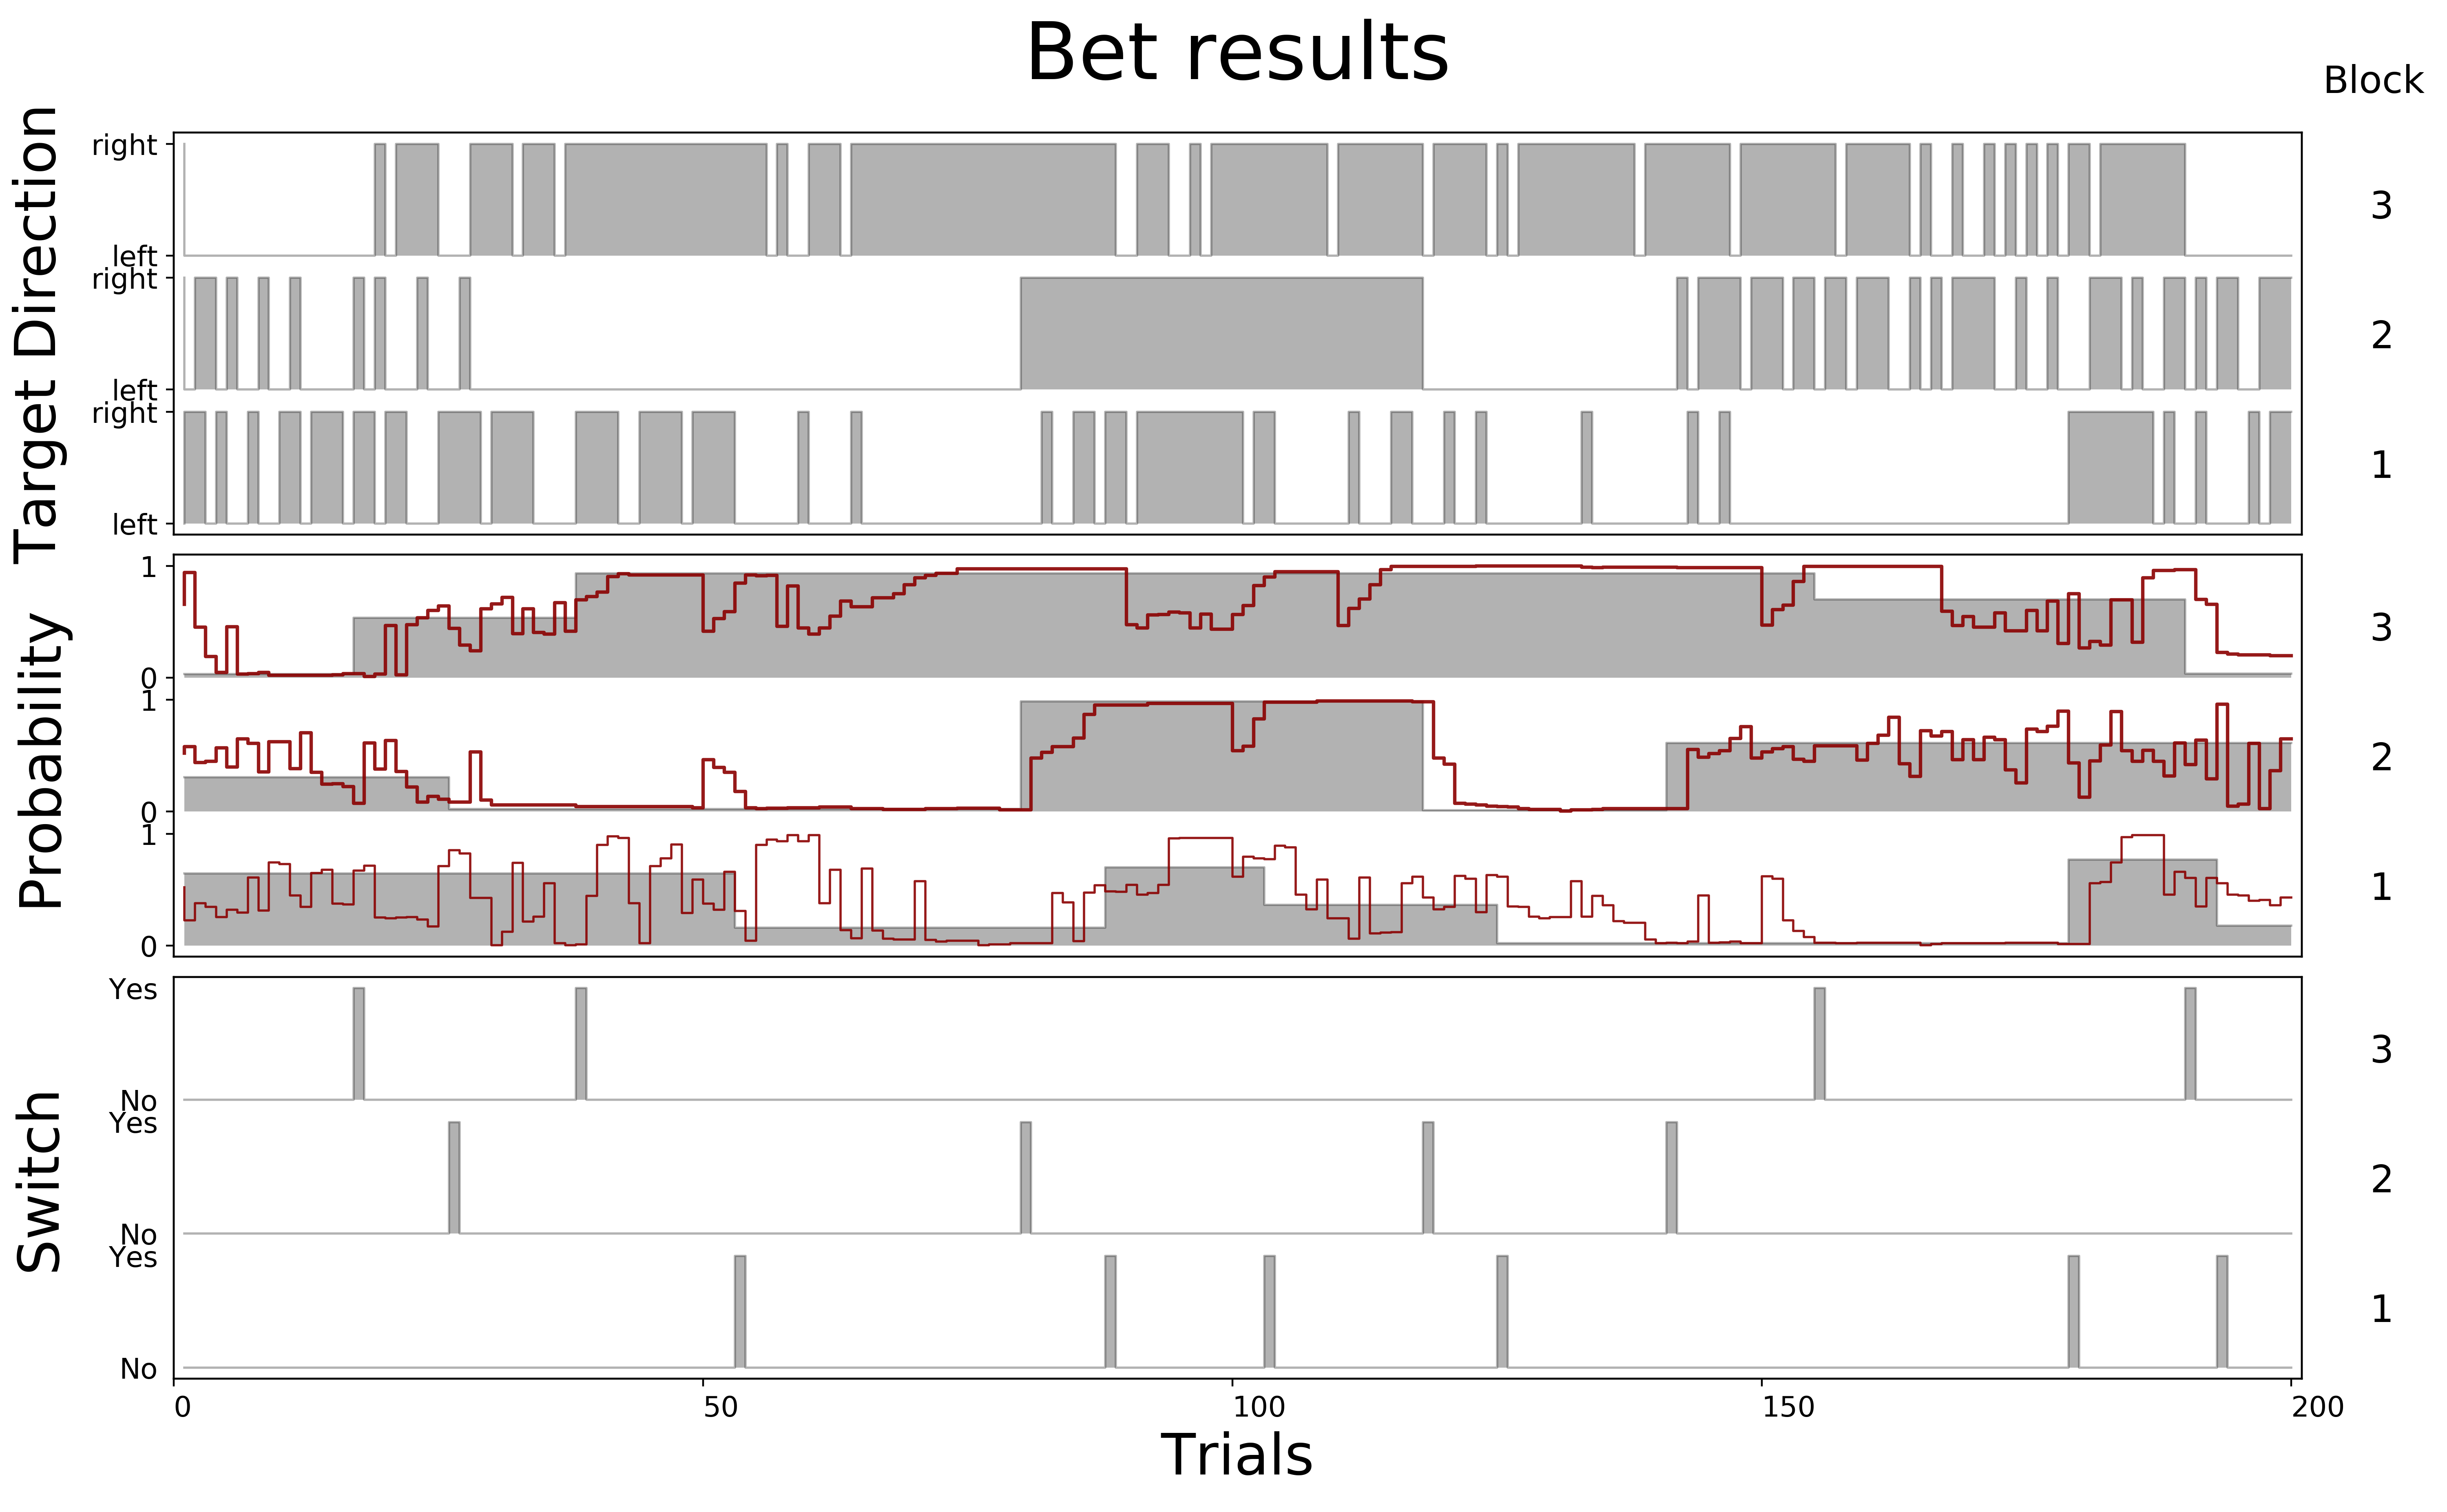 Bet results
Block
Target Direction
right
left
3
right
left
2
right
left
1
Probability
1
0
3
1
0
2
1
0
1
Switch
Yes
No
3
Yes
No
2
Yes
No
1
0 50 100 150 200
Trials